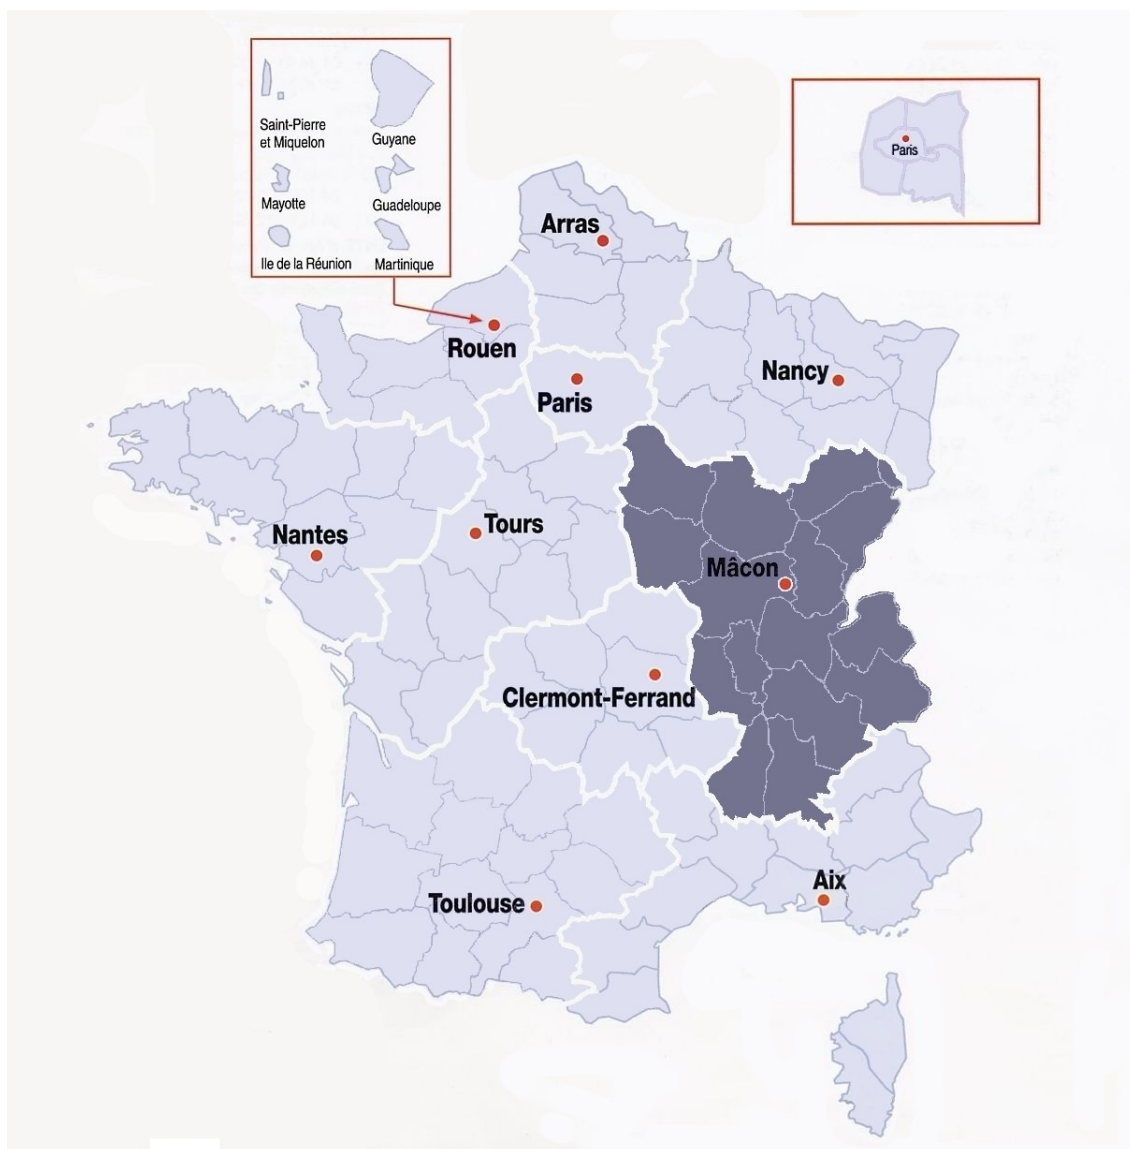 Saint-Pierre
et Miquelon
Guyane
Mayotte
Guadeloupe
Ile de la Réunion
Martinique
Paris
Arras
Rouen
Nancy
Paris
Nantes
Tours
Mâcon
Clermont-Ferrand
Aix
Toulouse